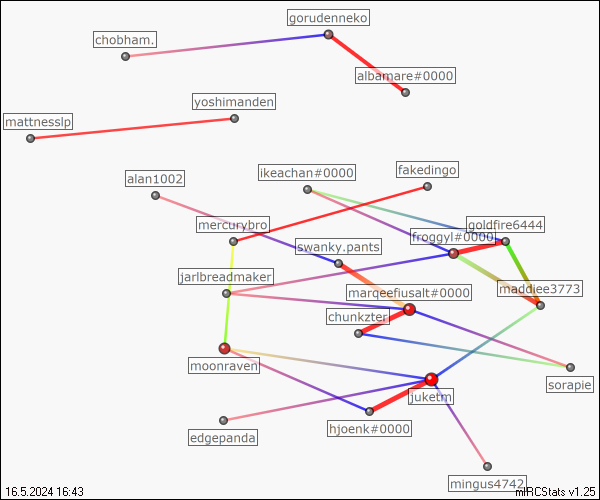 gorudenneko
chobham.
albamare#0000
yoshimanden
mattnesslp
fakedingo
ikeachan#0000
alan1002
mercurybro
goldfire6444
froggyl#0000
swanky.pants
jarlbreadmaker
maddiee3773
marqeefiusalt#0000
chunkzter
moonraven
sorapie
juketm
hjoenk#0000
edgepanda
mingus4742
16.5.2024 16:43
mIRCStats v1.25